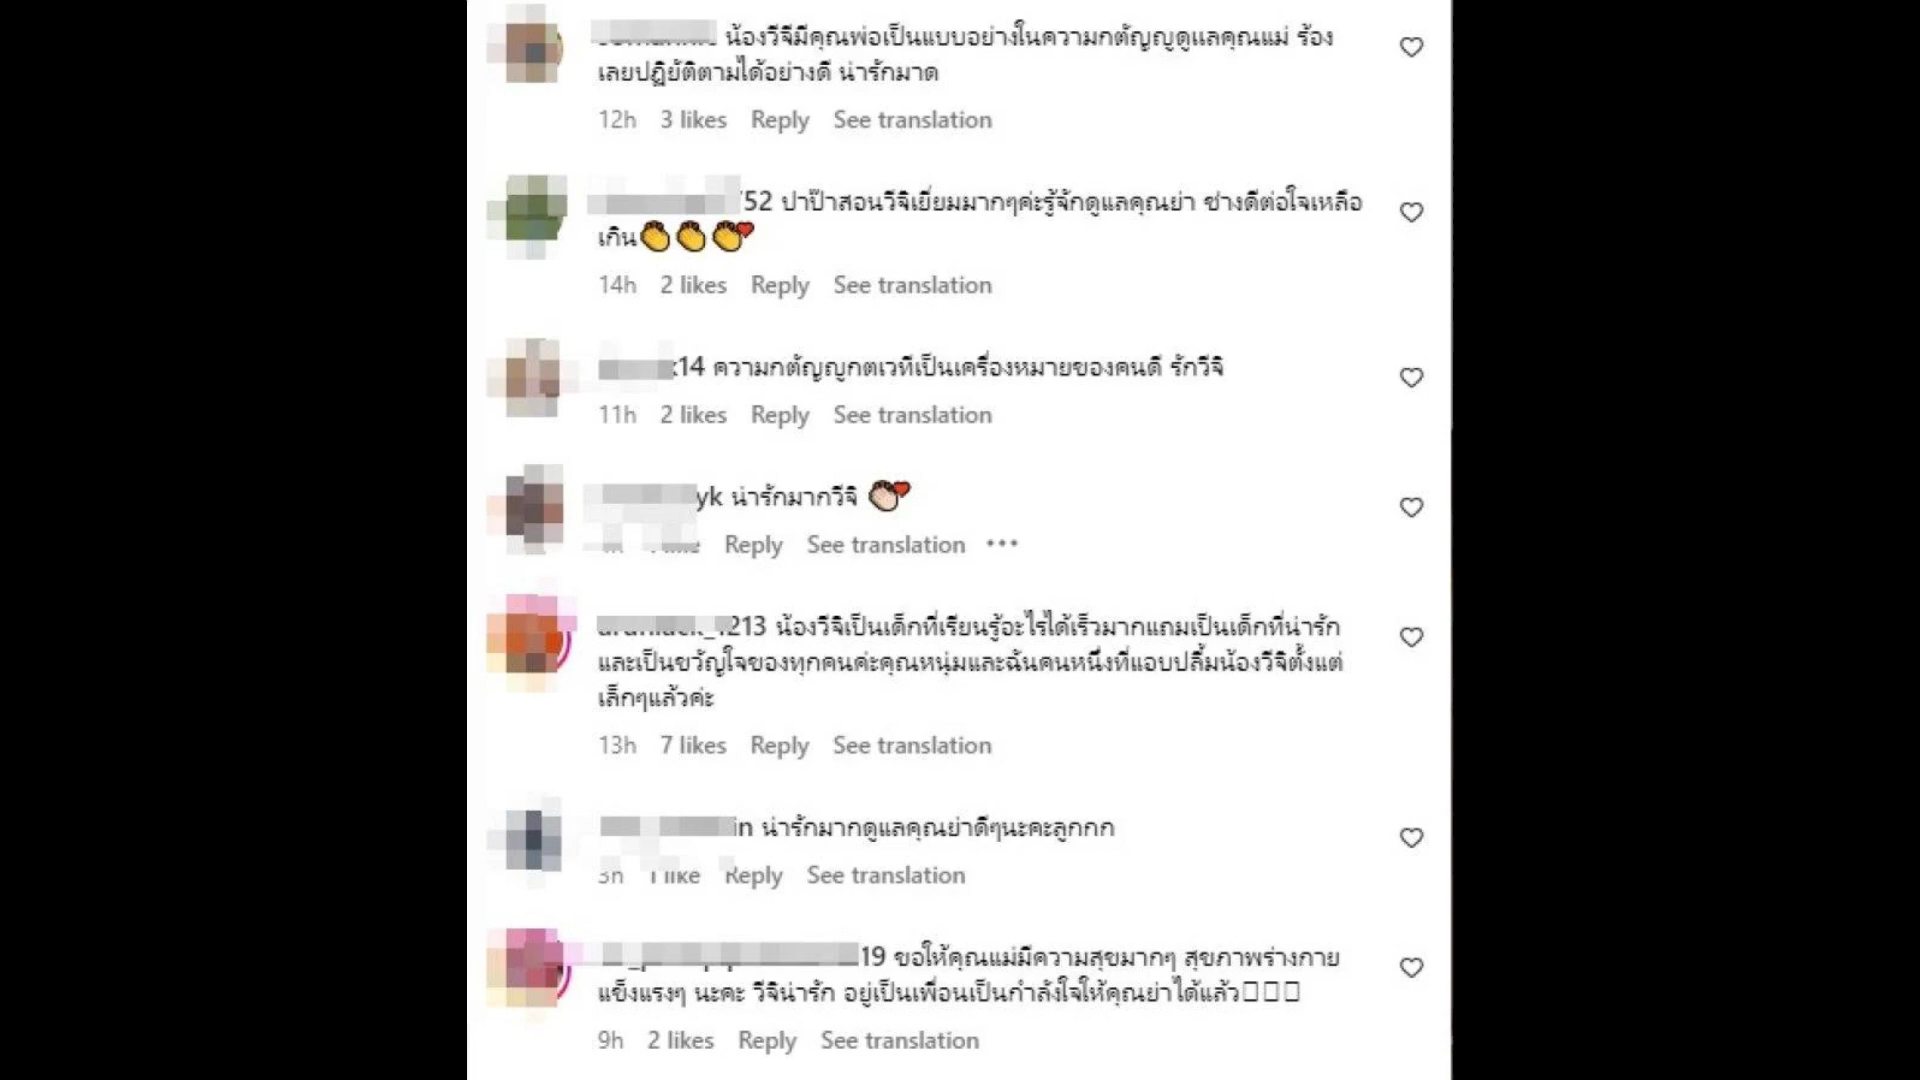 น้องวีจิมีคุณพ่อเป็นแบบอย่างในความกตัญญูดูแลคุณแม่ ร้อง
เลยปฏิยัติตามได้อย่างดี น่ารักมาด
12h 3 likes Reply See translation
52 ปาป๊าสอนวีจิเยี่ยมมากๆค่ะรู้จักดูแลคุณย่า ช่างดีต่อใจเหลือ
เกิน👏👏👏❤️
14h 2 likes Reply See translation
14 ความกตัญญูกตเวทีเป็นเครื่องหมายของคนดี รักวีจิ
11h 2 likes Reply See translation
yk น่ารักมากวีจิ 👏🏻❤️
Reply See translation •••
_1213 น้องวีจิเป็นเด็กที่เรียนรู้อะไรได้เร็วมากแถมเป็นเด็กที่น่ารัก
และเป็นขวัญใจของทุกคนค่ะคุณหนุ่มและฉันคนหนึ่งที่แอบปลื้มน้องวีจิตั้งแต่
เล็กๆแล้วค่ะ
13h 7 likes Reply See translation
in น่ารักมากดูแลคุณย่าดีๆนะคะลูกกก
3h 1 like Reply See translation
19 ขอให้คุณแม่มีความสุขมากๆ สุขภาพร่างกาย
แข็งแรงๆ นะคะ วีจิน่ารัก อยู่เป็นเพื่อนเป็นกำลังใจให้คุณย่าได้แล้ว
9h 2 likes Reply See translation